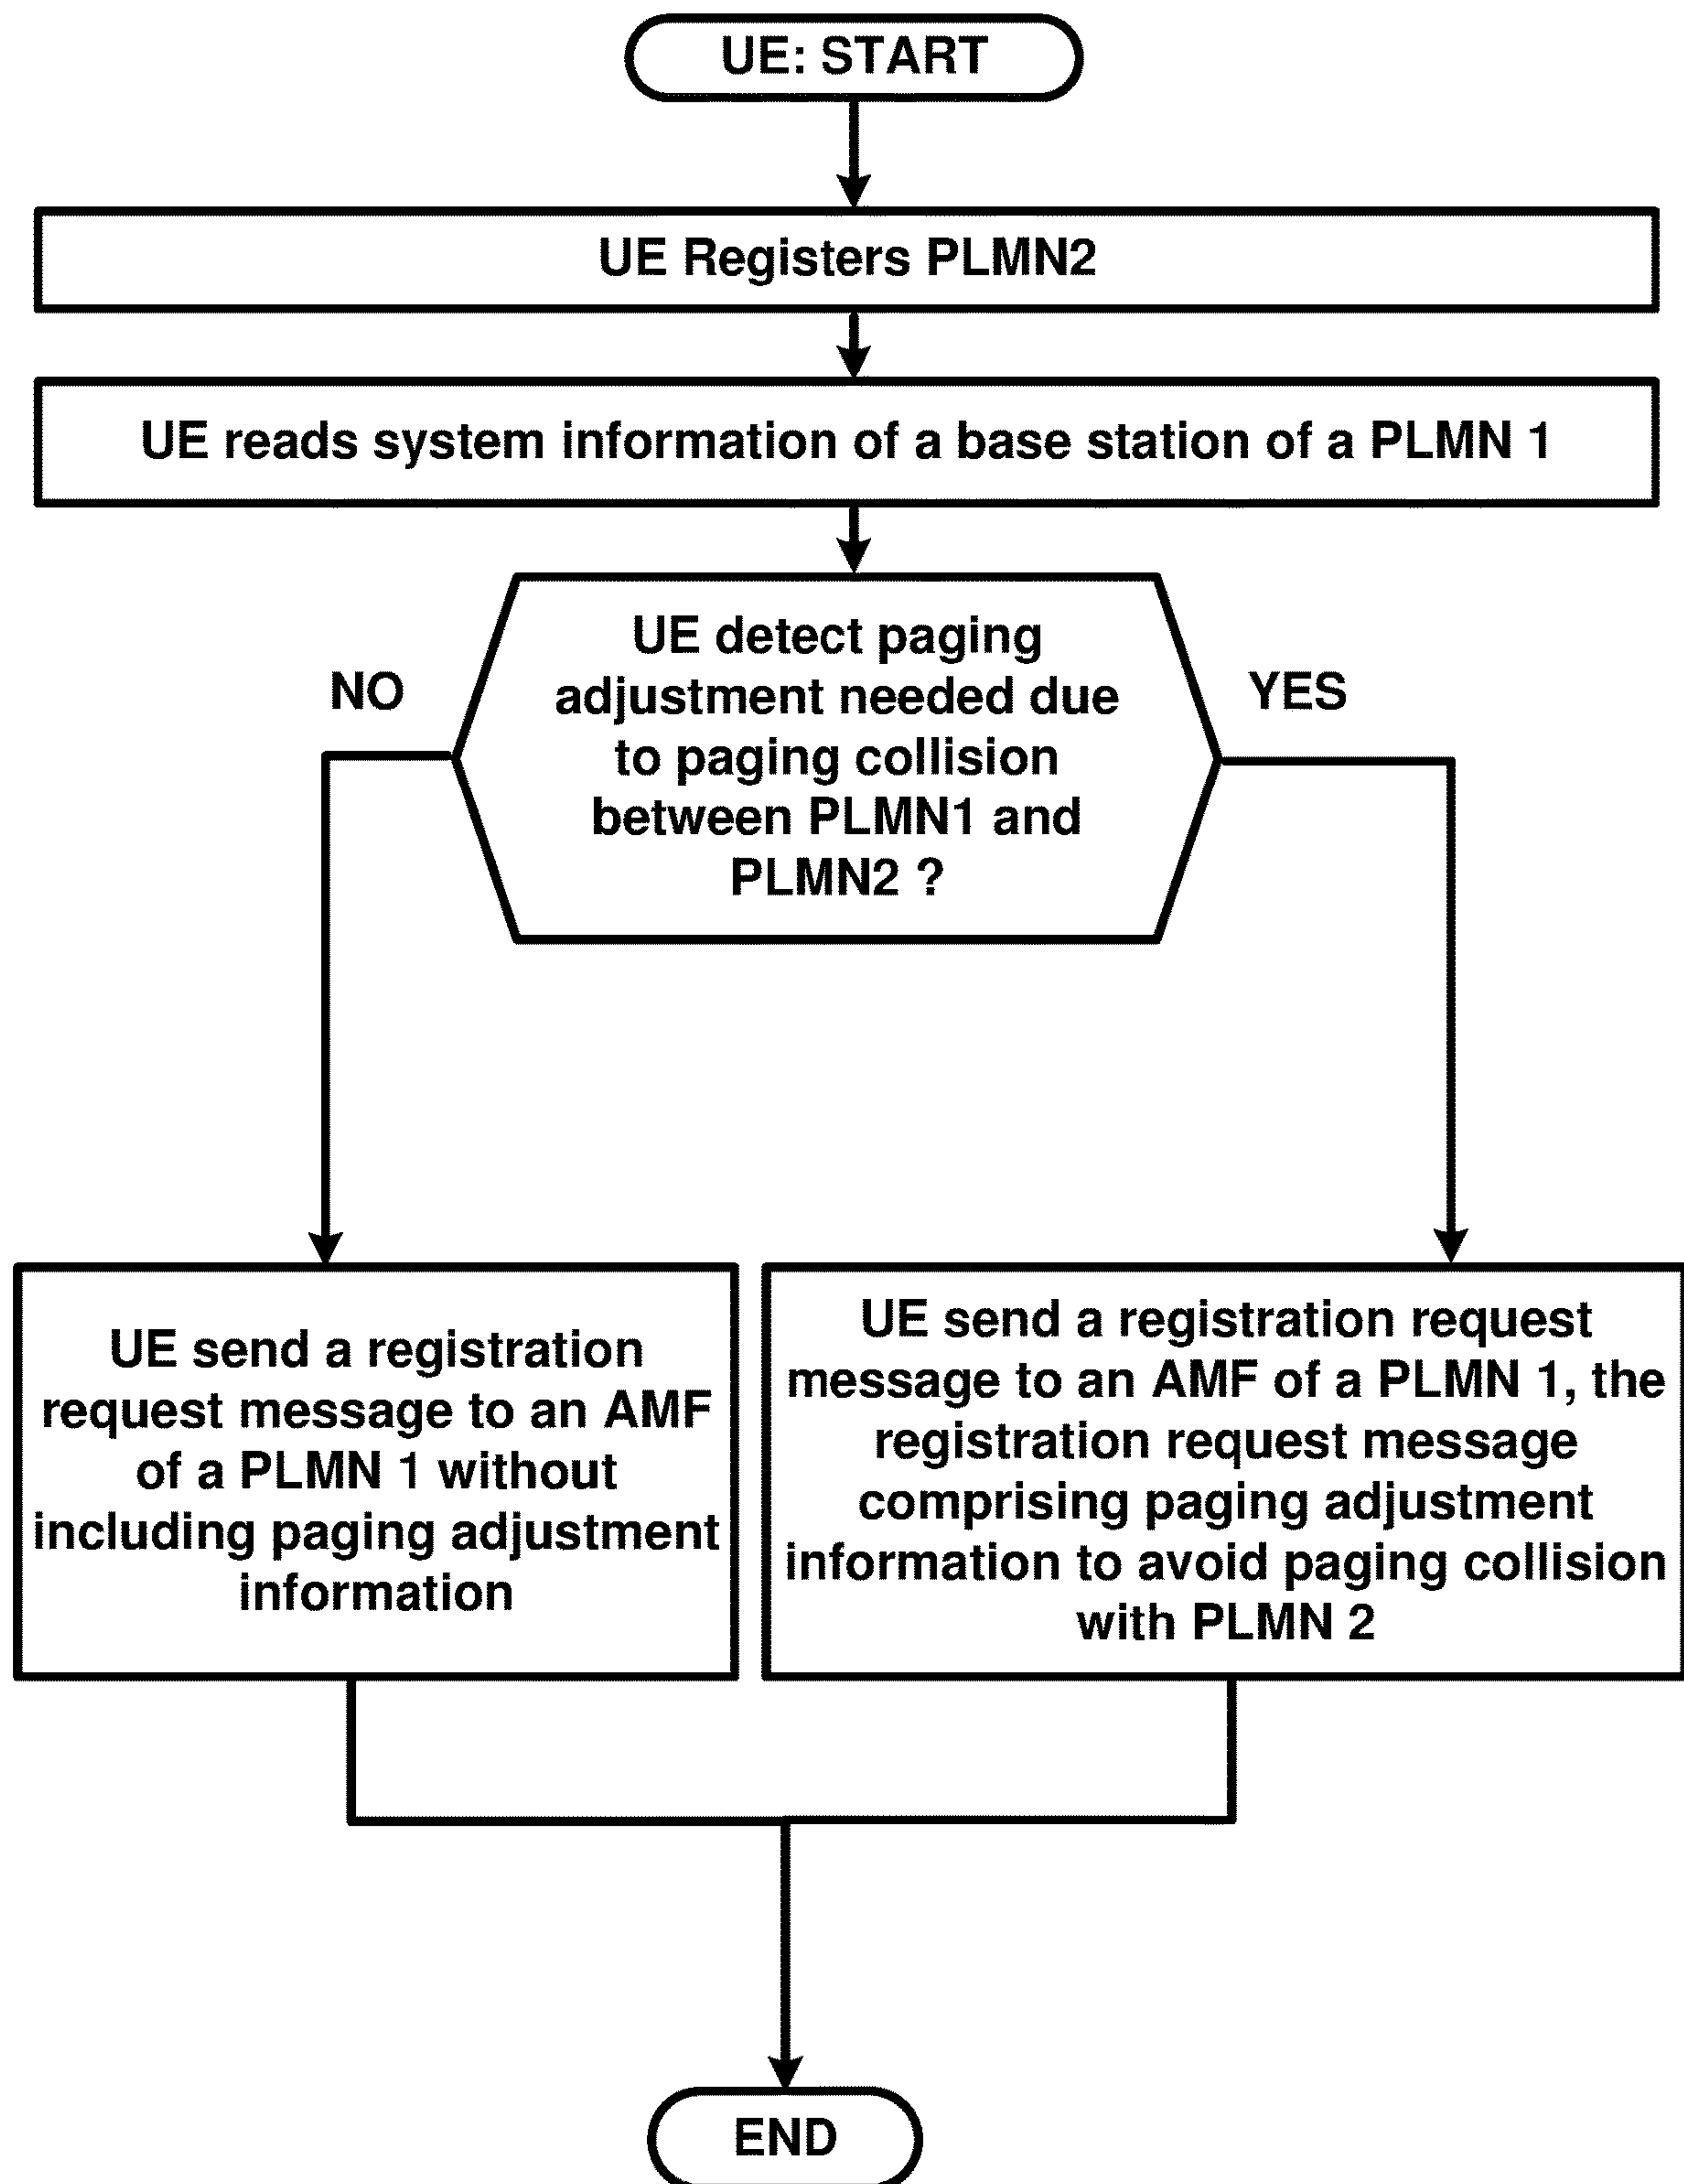 UE: START
UE Registers PLMN2
UE reads system information of a base station of a PLMN 1
UE detect paging
adjustment needed due
to paging collision
between PLMN1 and
PLMN2 ?
NO
YES
UE send a registration
request message to an AMF
of a PLMN 1 without
including paging adjustment
information
UE send a registration request
message to an AMF of a PLMN 1, the
registration request message
comprising paging adjustment
information to avoid paging collision
with PLMN 2
END